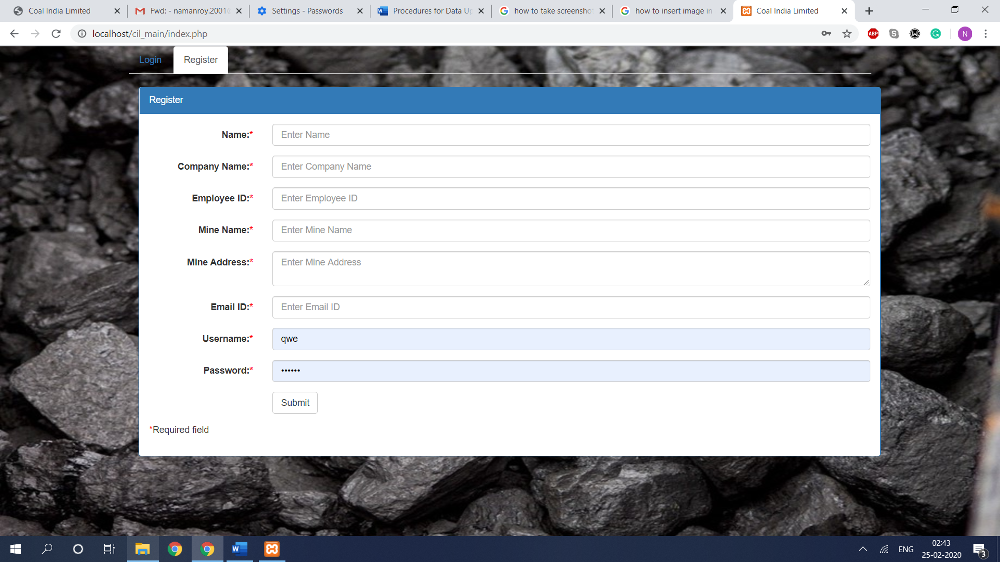 Coal India Limited
Fwd: - namanroy.2001@
Settings - Passwords
Procedures for Data Up
how to take screenshot
how to insert image in
Coal India Limited
localhost/cil_main/index.php
ABP
S
W
G
N
Login
Register
Register
Name:*
Enter Name
Company Name:*
Enter Company Name
Employee ID:*
Enter Employee ID
Mine Name:*
Enter Mine Name
Mine Address:*
Enter Mine Address
Email ID:*
Enter Email ID
Username:*
qwe
Password:*
••••••
Submit
*Required field
W
ENG
02:43
25-02-2020
3